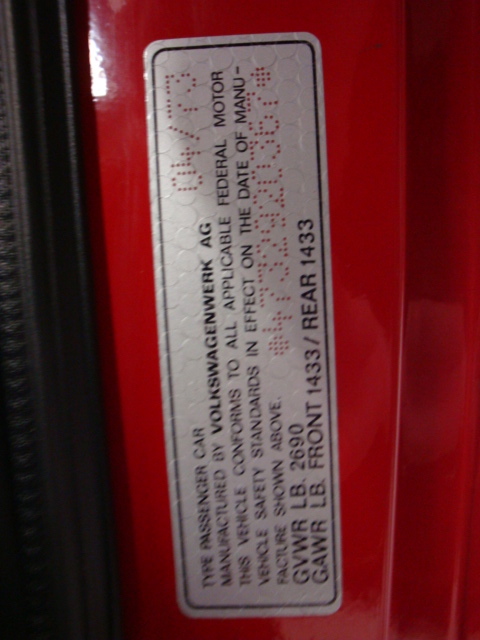 TYPE PASSENGER CAR
MANUFACTURED BY VOLKSWAGENWERK AG 04/73
THIS VEHICLE CONFORMS TO ALL APPLICABLE FEDERAL MOTOR
VEHICLE SAFETY STANDARDS IN EFFECT ON THE DATE OF MANU-
FACTURE SHOWN ABOVE.
GVWR LB. 2690
GAWR LB. FRONT 1433/ REAR 1433